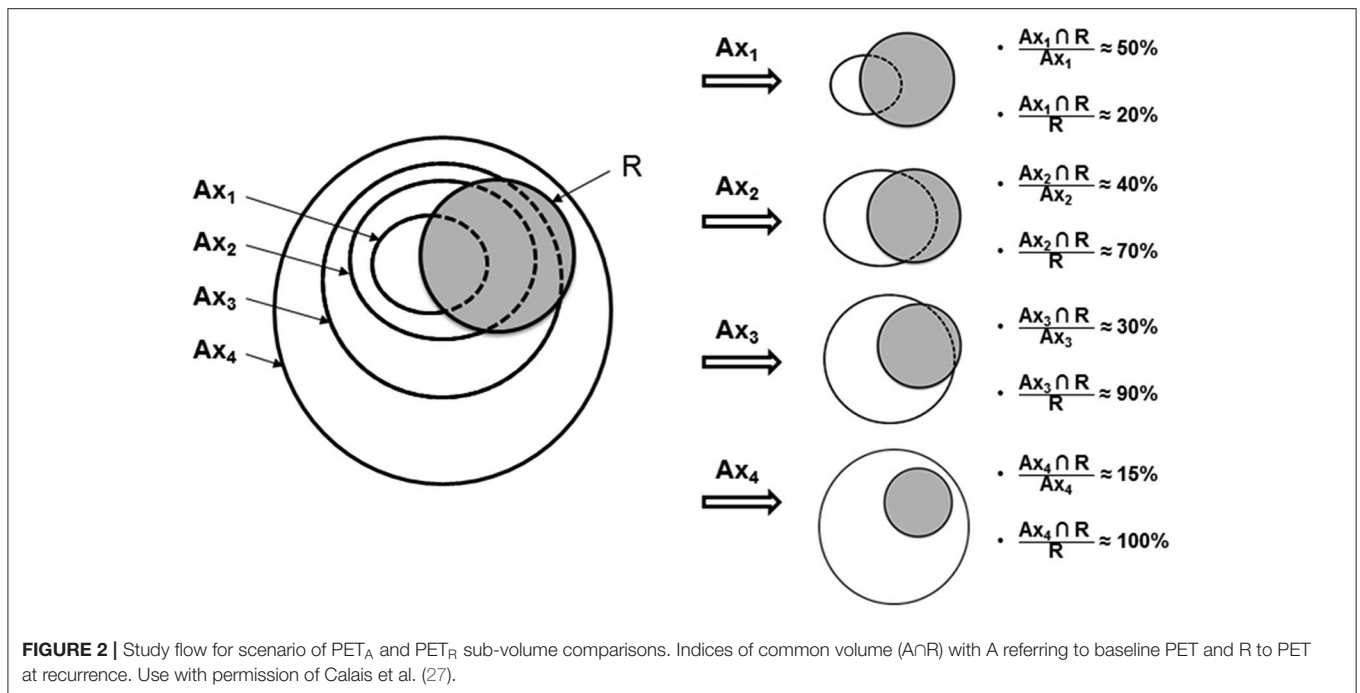 Ax₁
Ax₂
Ax₃
Ax₄
R
Ax₁
• Ax₁ ∩ R / Ax₁ ≈ 50%
• Ax₁ ∩ R / R ≈ 20%
Ax₂
• Ax₂ ∩ R / Ax₂ ≈ 40%
• Ax₂ ∩ R / R ≈ 70%
Ax₃
• Ax₃ ∩ R / Ax₃ ≈ 30%
• Ax₃ ∩ R / R ≈ 90%
Ax₄
• Ax₄ ∩ R / Ax₄ ≈ 15%
• Ax₄ ∩ R / R ≈ 100%
FIGURE 2 | Study flow for scenario of PET_A and PET_R sub-volume comparisons. Indices of common volume (A∩R) with A referring to baseline PET and R to PET
at recurrence. Use with permission of Calais et al. (27).